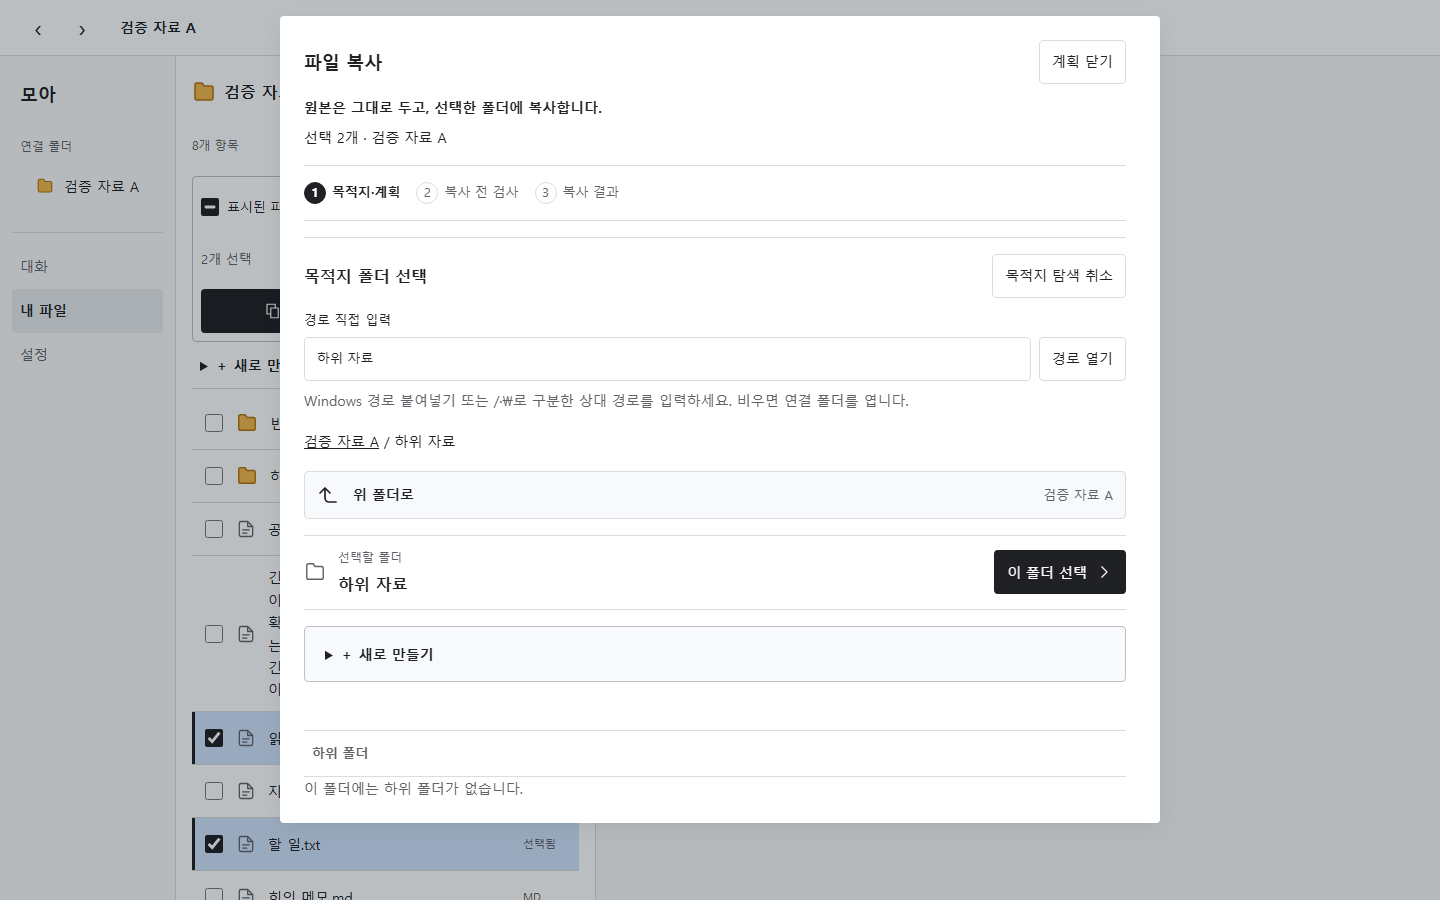 검증 자료 A
모아
연결 폴더
검증 자료 A
대화
내 파일
설정
검증
8개 항목
표시된
2개 선택
+ 새로
할 일.txt
선택됨
회의 메모.md
MD
파일 복사
계획 닫기
원본은 그대로 두고, 선택한 폴더에 복사합니다.
선택 2개 · 검증 자료 A
1 목적지·계획
2 복사 전 검사
3 복사 결과
목적지 폴더 선택
목적지 탐색 취소
경로 직접 입력
하위 자료
경로 열기
Windows 경로 붙여넣기 또는 /·₩로 구분한 상대 경로를 입력하세요. 비우면 연결 폴더를 엽니다.
검증 자료 A / 하위 자료
위 폴더로
검증 자료 A
선택할 폴더
하위 자료
이 폴더 선택
+ 새로 만들기
하위 폴더
이 폴더에는 하위 폴더가 없습니다.